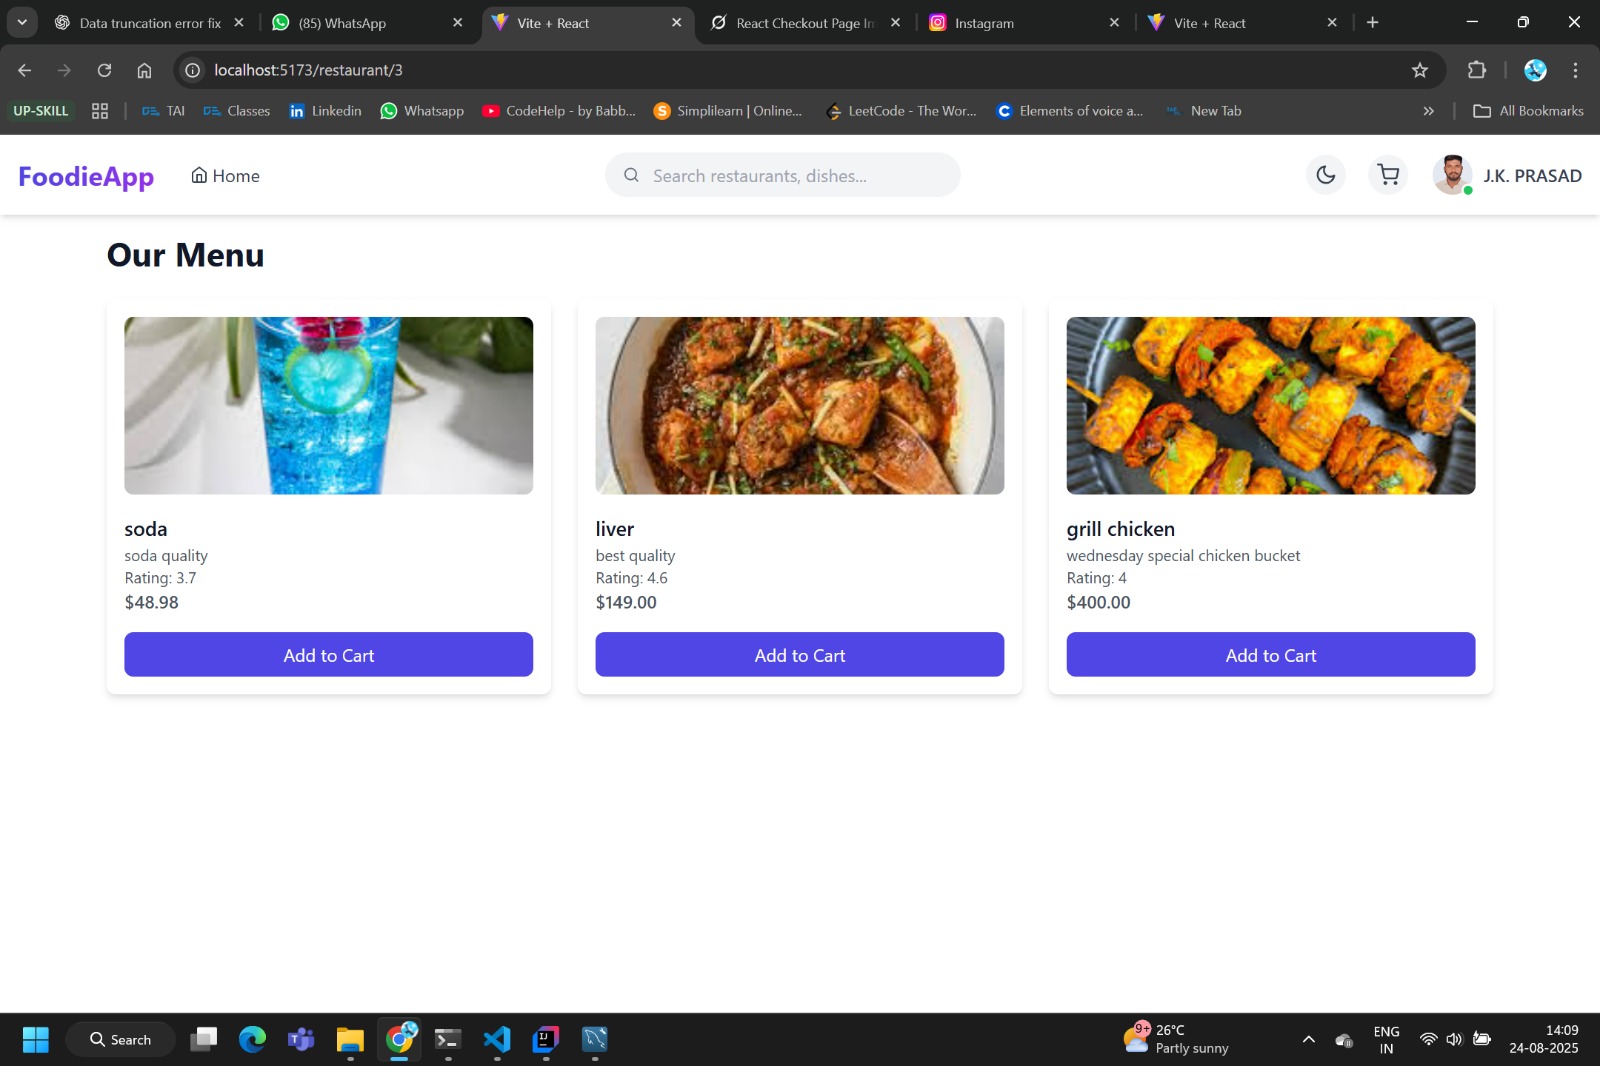 Data truncation error fix
(85) WhatsApp
Vite + React
React Checkout Page Im
Instagram
Vite + React
localhost:5173/restaurant/3
UP-SKILL
TAI
Classes
Linkedin
Whatsapp
CodeHelp - by Babb...
Simplilearn | Online...
LeetCode - The Wor...
Elements of voice a...
New Tab
All Bookmarks
FoodieApp
Home
Search restaurants, dishes...
J.K. PRASAD
Our Menu
soda
soda quality
Rating: 3.7
$48.98
Add to Cart
liver
best quality
Rating: 4.6
$149.00
Add to Cart
grill chicken
wednesday special chicken bucket
Rating: 4
$400.00
Add to Cart
Search
9+
26°C
Partly sunny
ENG
IN
14:09
24-08-2025